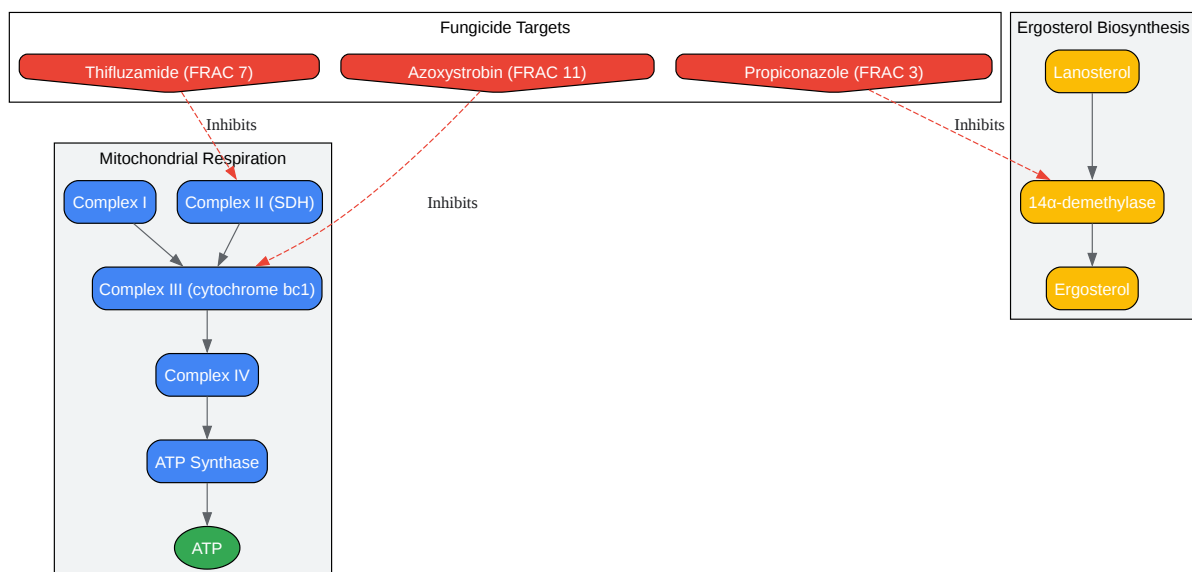 Fungicide Targets
Thifluzamide (FRAC 7)
Azoxystrobin (FRAC 11)
Propiconazole (FRAC 3)
Ergosterol Biosynthesis
Lanosterol
Inhibits
Inhibits
Mitochondrial Respiration
Complex I
Complex II (SDH)
Inhibits
14α-demethylase
Complex III (cytochrome bc1)
Ergosterol
Complex IV
ATP Synthase
ATP